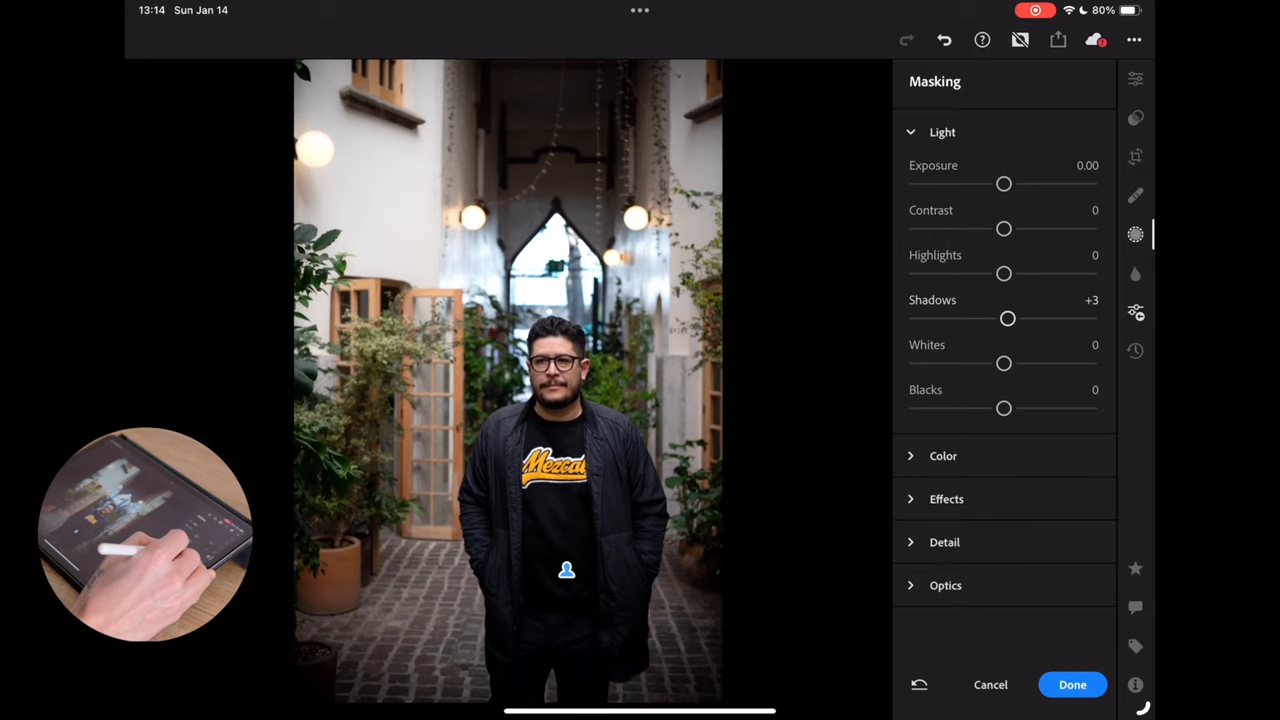 13:14 Sun Jan 14
80%
Masking
Light
Exposure 0.00
Contrast 0
Highlights 0
Shadows +3
Whites 0
Blacks 0
Color
Effects
Detail
Optics
Cancel Done
Mezcal